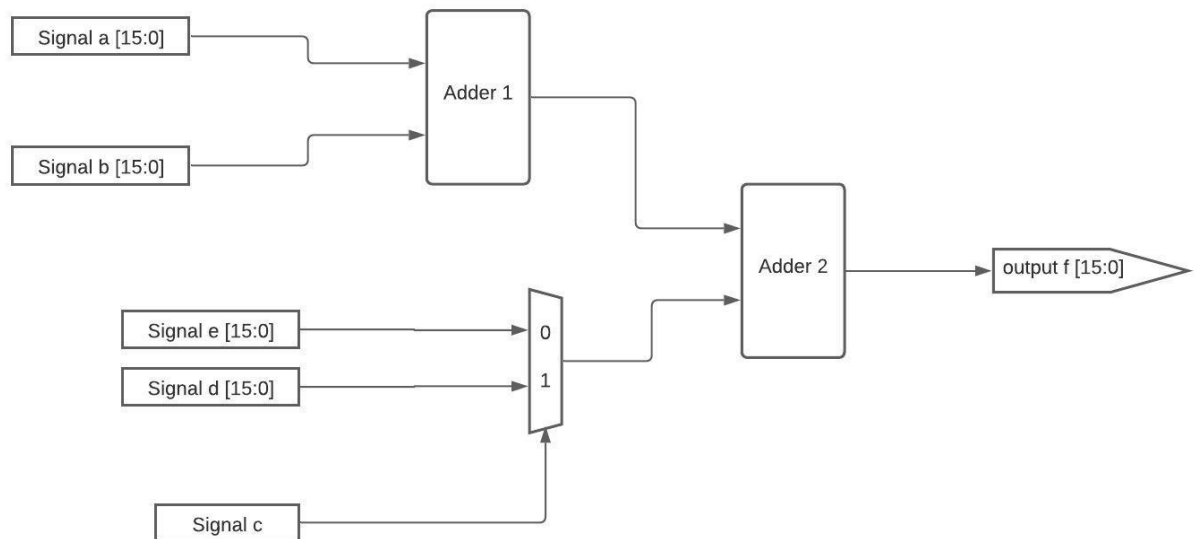 Signal a [15:0]
Adder 1
Signal b [15:0]
Adder 2
output f [15:0]
Signal e [15:0]
0
Signal d [15:0]
1
Signal c